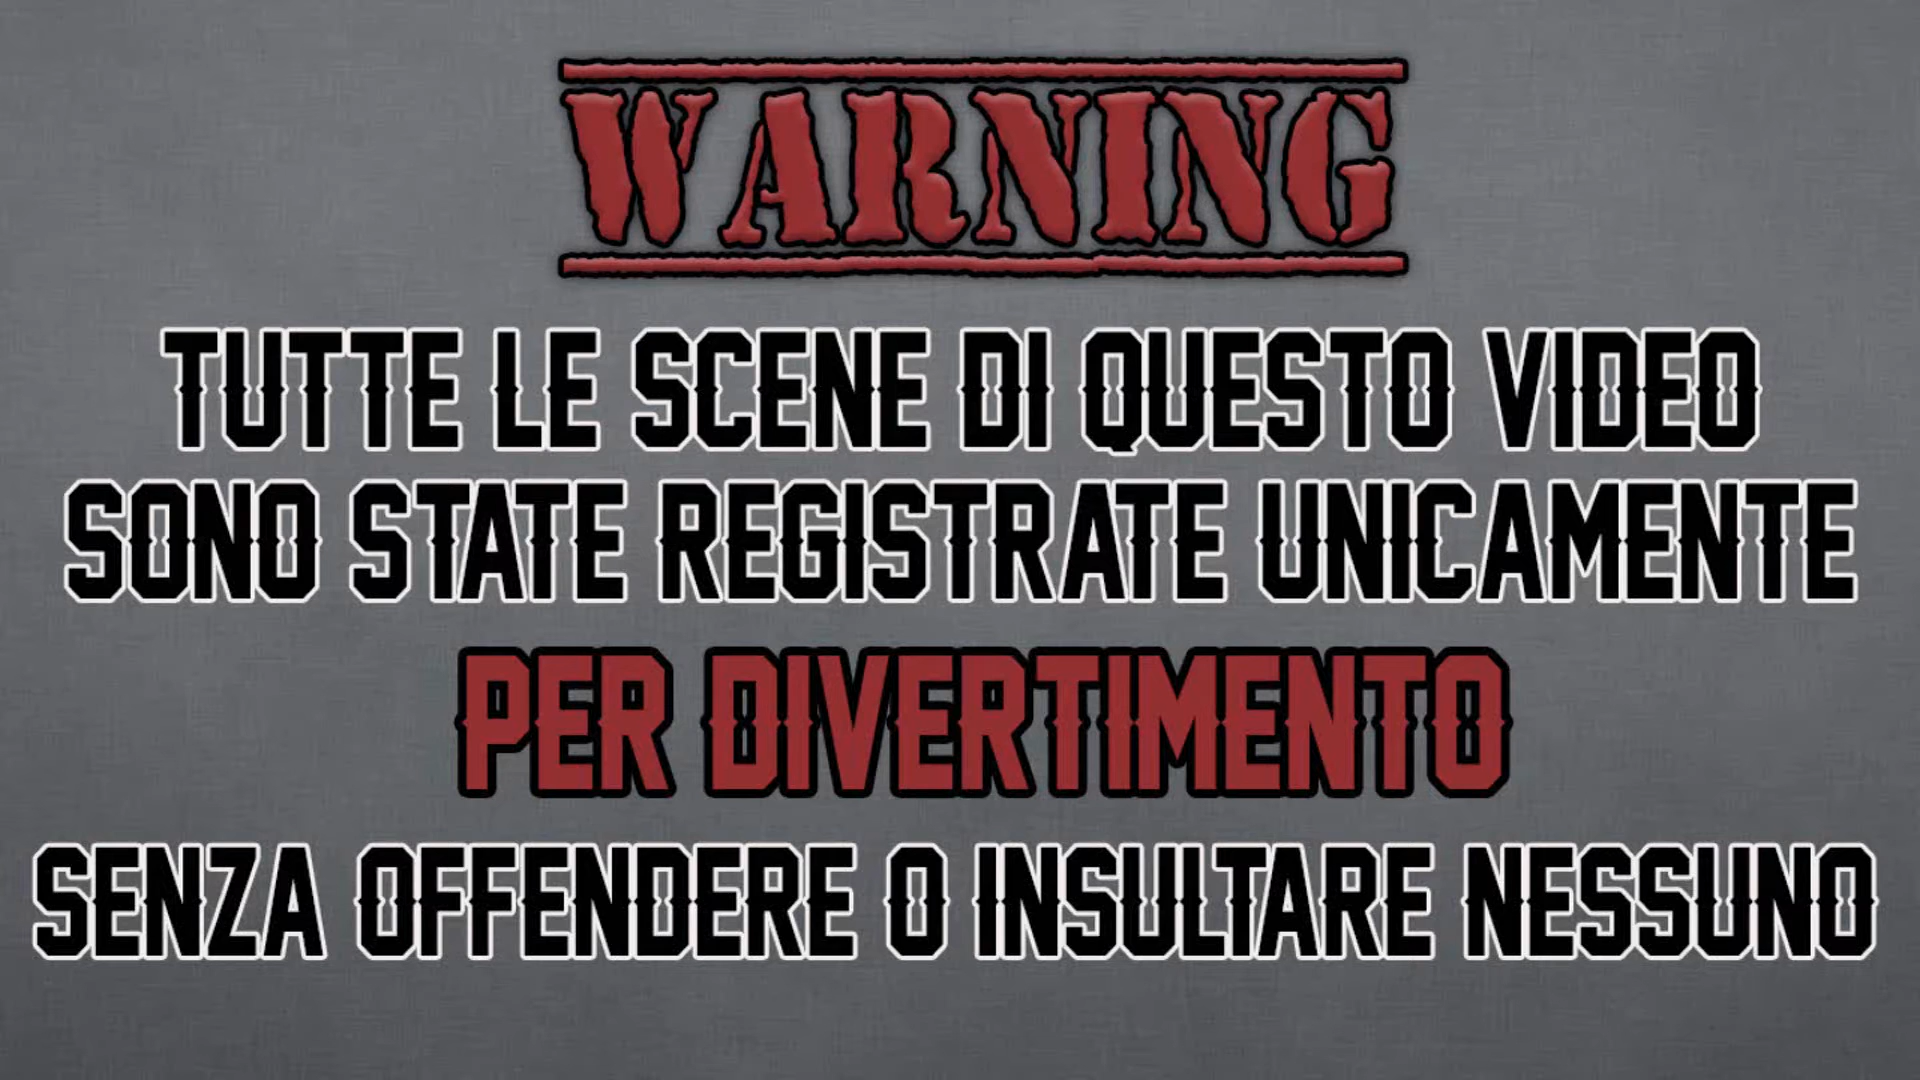 WARNING
TUTTE LE SCENE DI QUESTO VIDEO
SONO STATE REGISTRATE UNICAMENTE
PER DIVERTIMENTO
SENZA OFFENDERE O INSULTARE NESSUNO